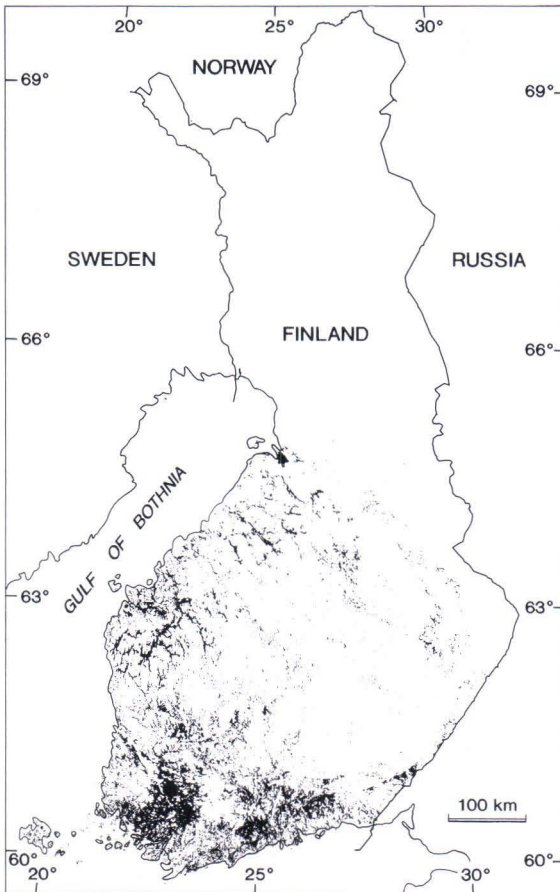 20° 25° 30°
NORWAY
69° 69°
SWEDEN RUSSIA
66° FINLAND 66°
GULF OF BOTHNIA
63° 63°
100 km
60° 60°
20° 25° 30°